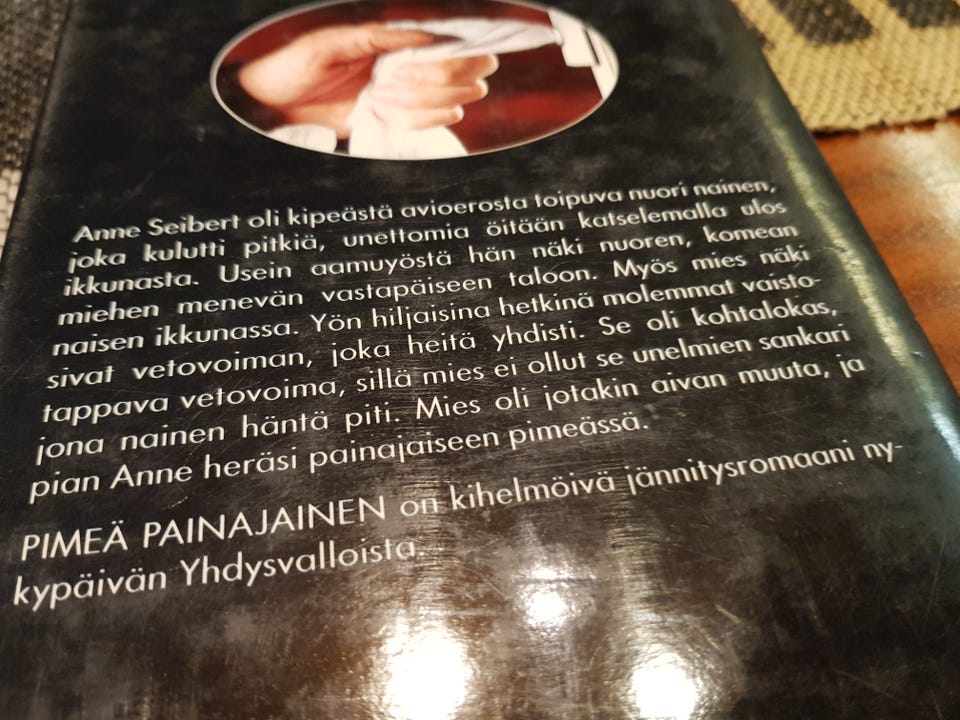 Anne Seibert oli kipeästä avioerosta toipuva nuori nainen,
joka kulutti pitkiä, unettomia öitään katselemalla ulos
ikkunasta. Usein aamuyöstä hän näki nuoren, komean
miehen menevän vastapäiseen taloon. Myös mies näki
naisen ikkunassa. Yön hiljaisina hetkinä molemmat vaisto-
sivat vetovoiman, joka heitä yhdisti. Se oli kohtalokas,
tappava vetovoima, sillä mies ei ollut se unelmien sankari
jona nainen häntä piti. Mies oli jotakin aivan muuta, ja
pian Anne heräsi painajaiseen pimeässä.
PIMEÄ PAINAJAINEN on kihelmöivä jännitysromaani ny-
kypäivän Yhdysvalloista.